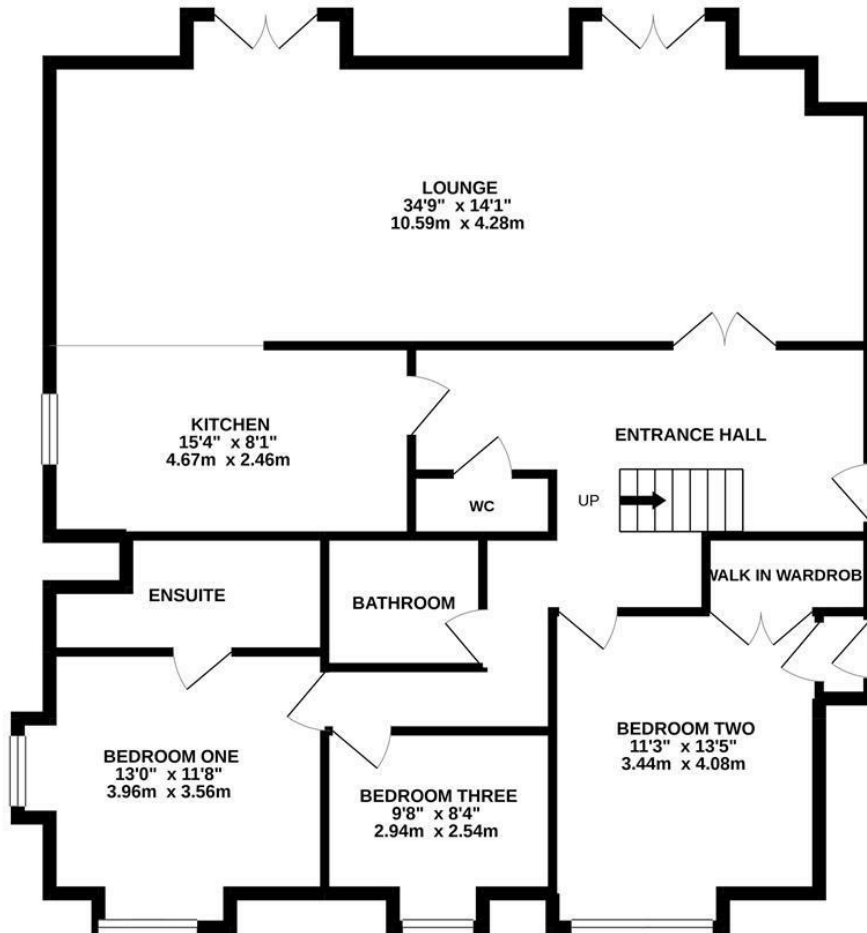 LOUNGE
34'9" x 14'1"
10.59m x 4.28m
KITCHEN
15'4" x 8'1"
4.67m x 2.46m
ENTRANCE HALL
UP
WC
ENSUITE
BATHROOM
WALK IN WARDROB
BEDROOM ONE
13'0" x 11'8"
3.96m x 3.56m
BEDROOM THREE
9'8" x 8'4"
2.94m x 2.54m
BEDROOM TWO
11'3" x 13'5"
3.44m x 4.08m